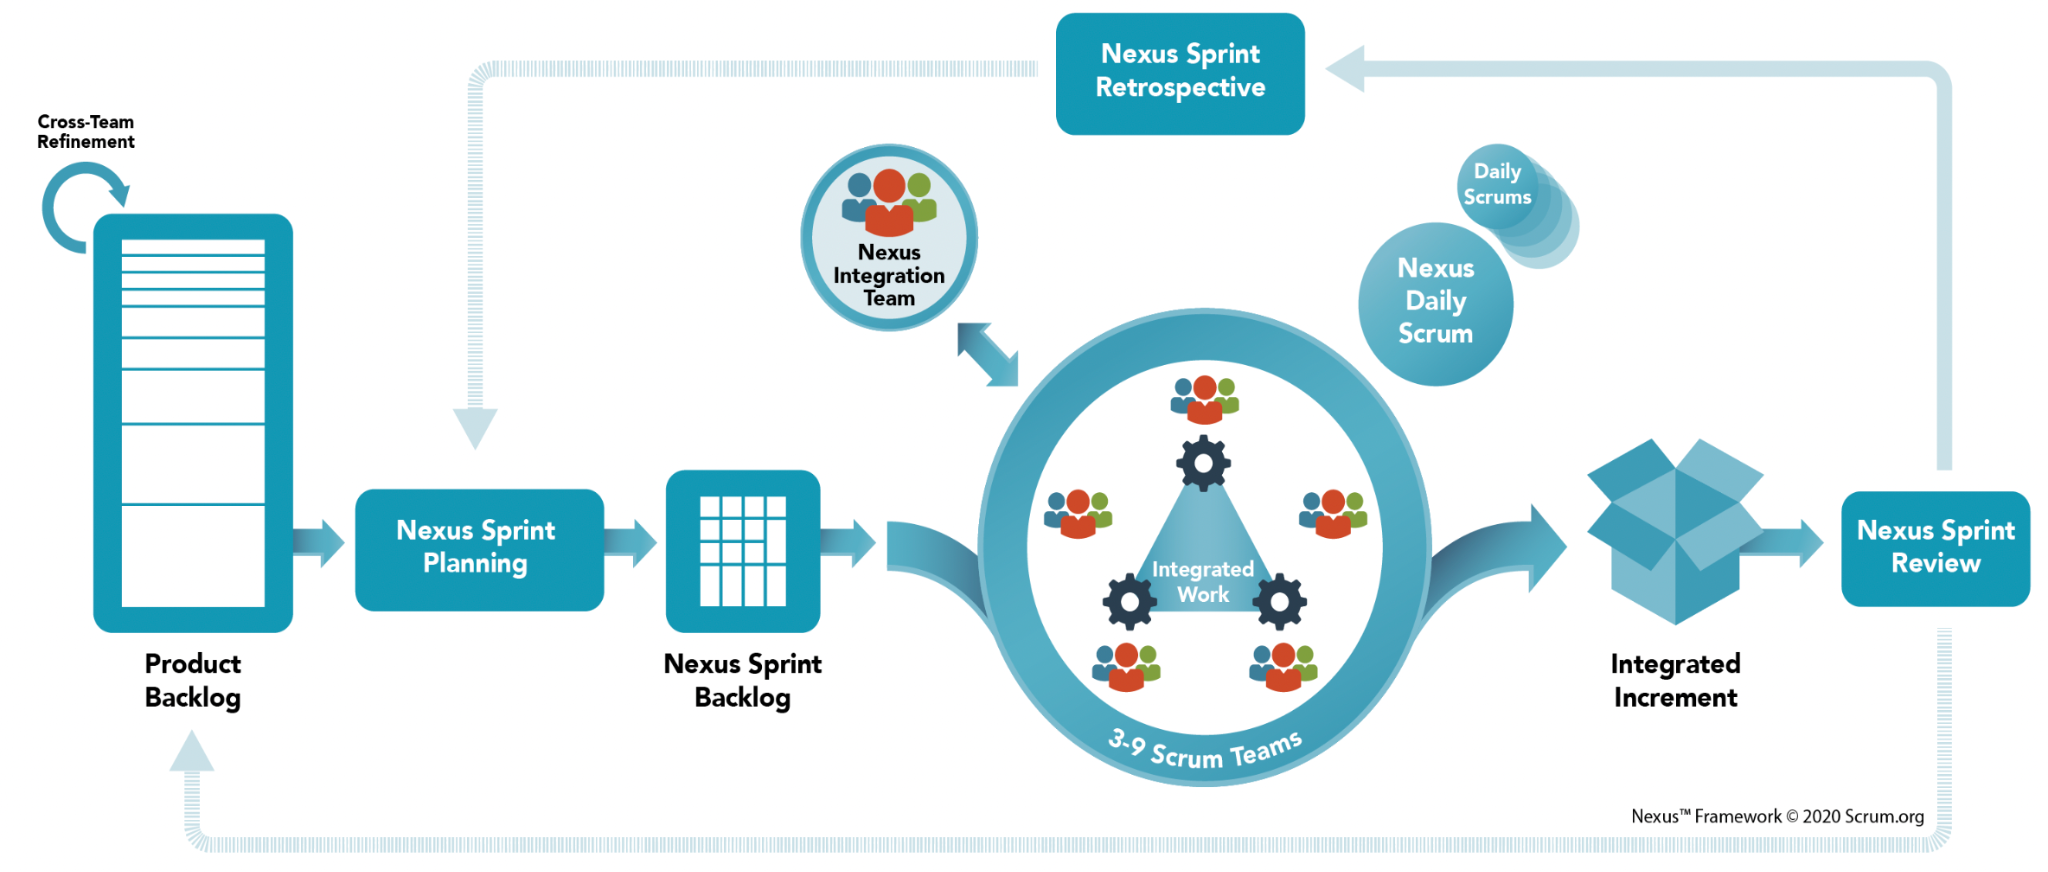 Nexus Sprint
Retrospective
Cross-Team
Refinement
Daily
Scrums
Nexus
Integration
Team
Nexus
Daily
Scrum
Nexus Sprint
Planning
Integrated
Work
Nexus Sprint
Review
Product
Backlog
Nexus Sprint
Backlog
3-9 Scrum Teams
Integrated
Increment
Nexus™ Framework © 2020 Scrum.org